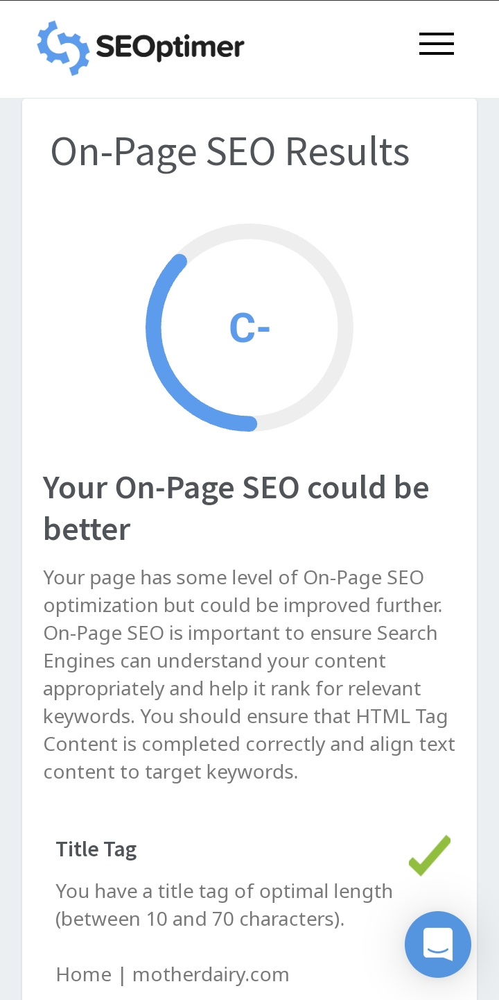 SEOptimer
On-Page SEO Results
C-
Your On-Page SEO could be
better
Your page has some level of On-Page SEO
optimization but could be improved further.
On-Page SEO is important to ensure Search
Engines can understand your content
appropriately and help it rank for relevant
keywords. You should ensure that HTML Tag
Content is completed correctly and align text
content to target keywords.
Title Tag
You have a title tag of optimal length
(between 10 and 70 characters).
Home | motherdairy.com